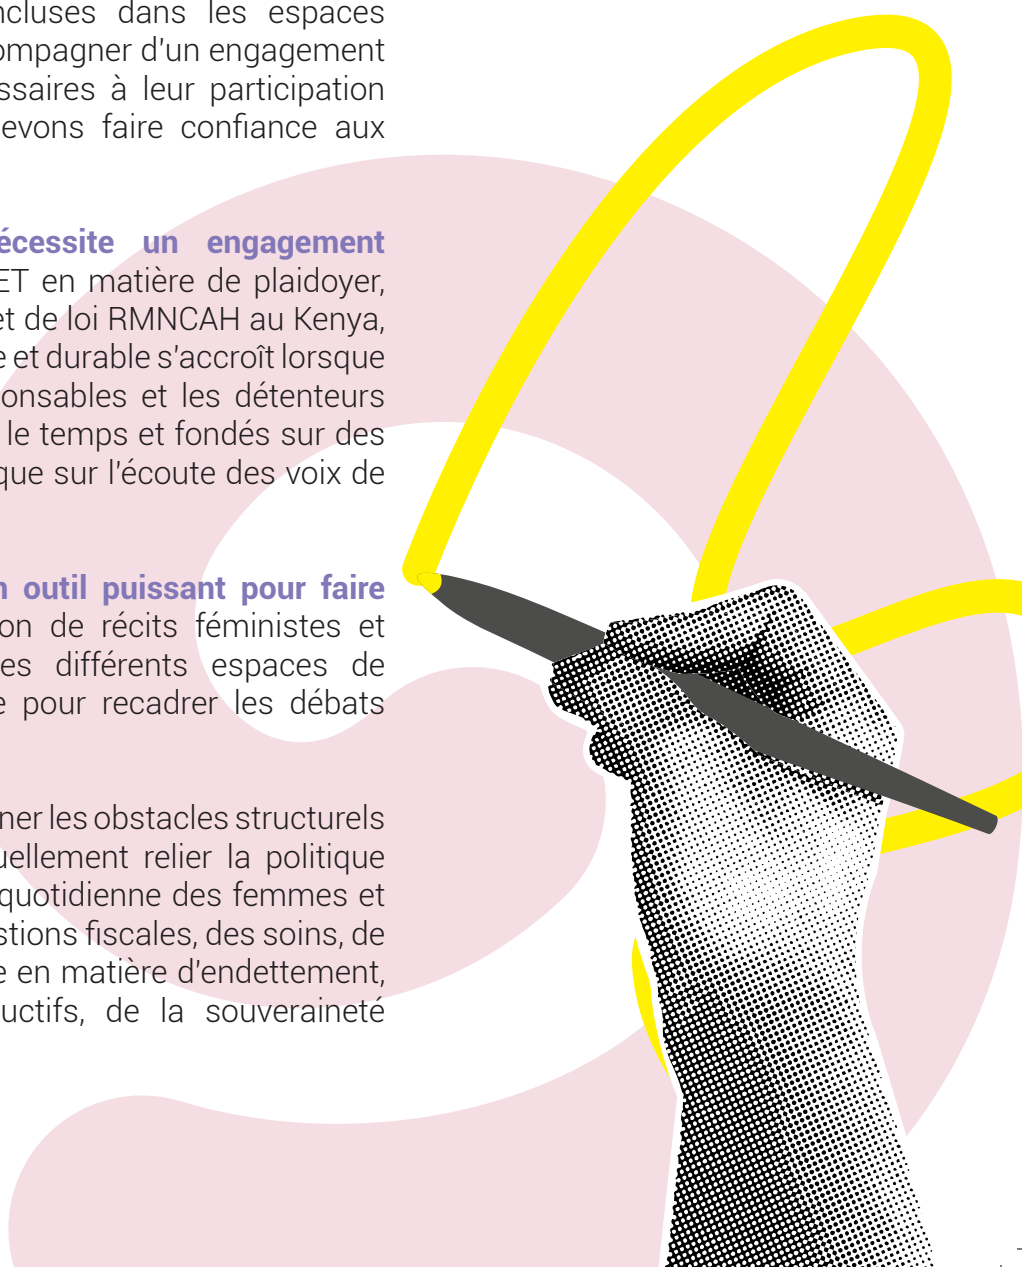 ncluses dans les espaces
ompagner d'un engagement
ssaires à leur participation
evons faire confiance aux
écessite un engagement
ET en matière de plaidoyer,
et de loi RMNCAH au Kenya,
e et durable s'accroît lorsque
onsables et les détenteurs
le temps et fondés sur des
que sur l'écoute des voix de
n outil puissant pour faire
on de récits féministes et
es différents espaces de
e pour recadrer les débats
ner les obstacles structurels
uellement relier la politique
quotidienne des femmes et
stions fiscales, des soins, de
e en matière d'endettement,
uctifs, de la souveraineté